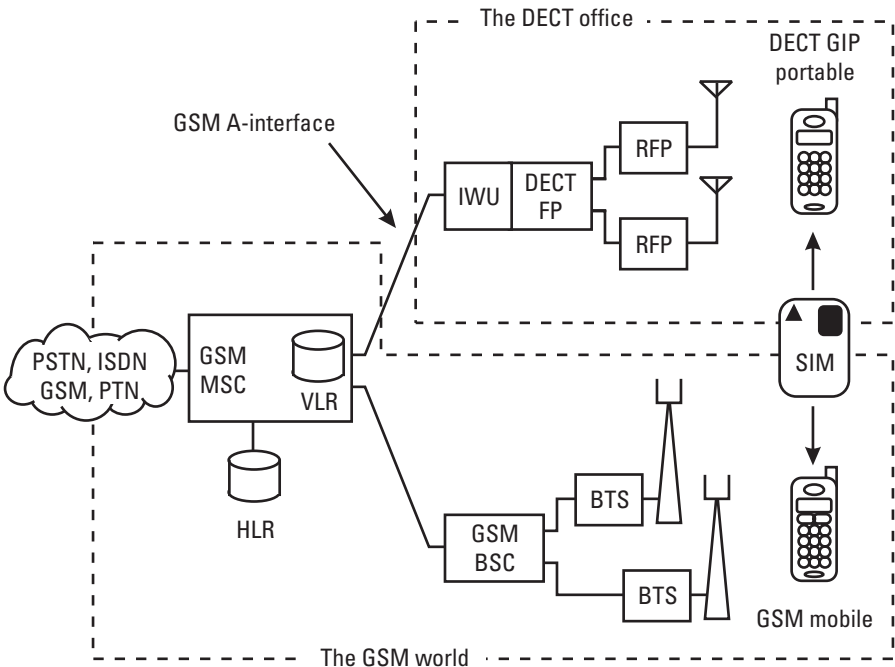 The DECT office
DECT GIP
portable
GSM A-interface
RFP
IWU
DECT
FP
RFP
PSTN, ISDN
GSM, PTN
GSM
MSC
VLR
SIM
HLR
BTS
GSM
BSC
BTS
GSM mobile
The GSM world